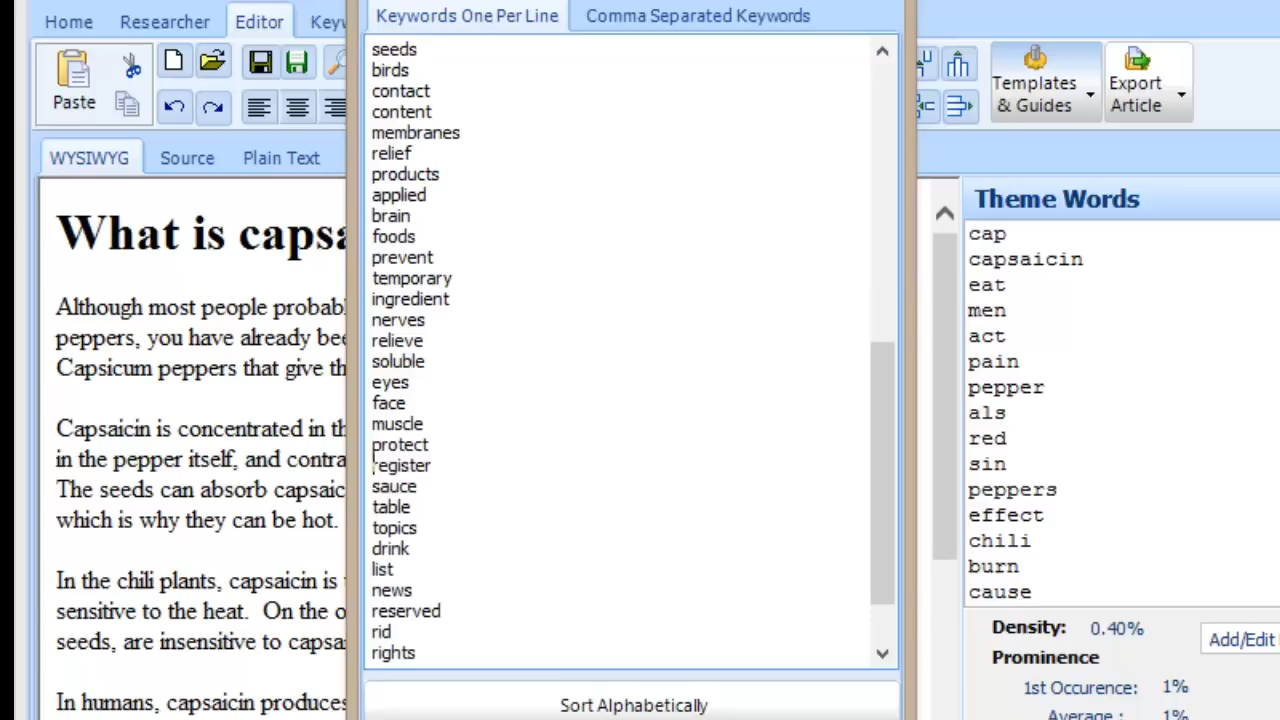 Home Researcher Editor Keyw
Keywords One Per Line Comma Separated Keywords
Paste
Templates & Guides
Export Article
WYSIWYG Source Plain Text
What is capsa
Although most people probabl
peppers, you have already bee
Capsicum peppers that give th
Capsaicin is concentrated in th
in the pepper itself, and contra
The seeds can absorb capsaic
which is why they can be hot.
In the chili plants, capsaicin is
sensitive to the heat. On the o
seeds, are insensitive to capsa
In humans, capsaicin produces
seeds
birds
contact
content
membranes
relief
products
applied
brain
foods
prevent
temporary
ingredient
nerves
relieve
soluble
eyes
face
muscle
protect
register
sauce
table
topics
drink
list
news
reserved
rid
rights
Sort Alphabetically
Theme Words
cap
capsaicin
eat
men
act
pain
pepper
als
red
sin
peppers
effect
chili
burn
cause
Density: 0.40%
Add/Edit
Prominence
1st Occurence: 1%
Average : 1%